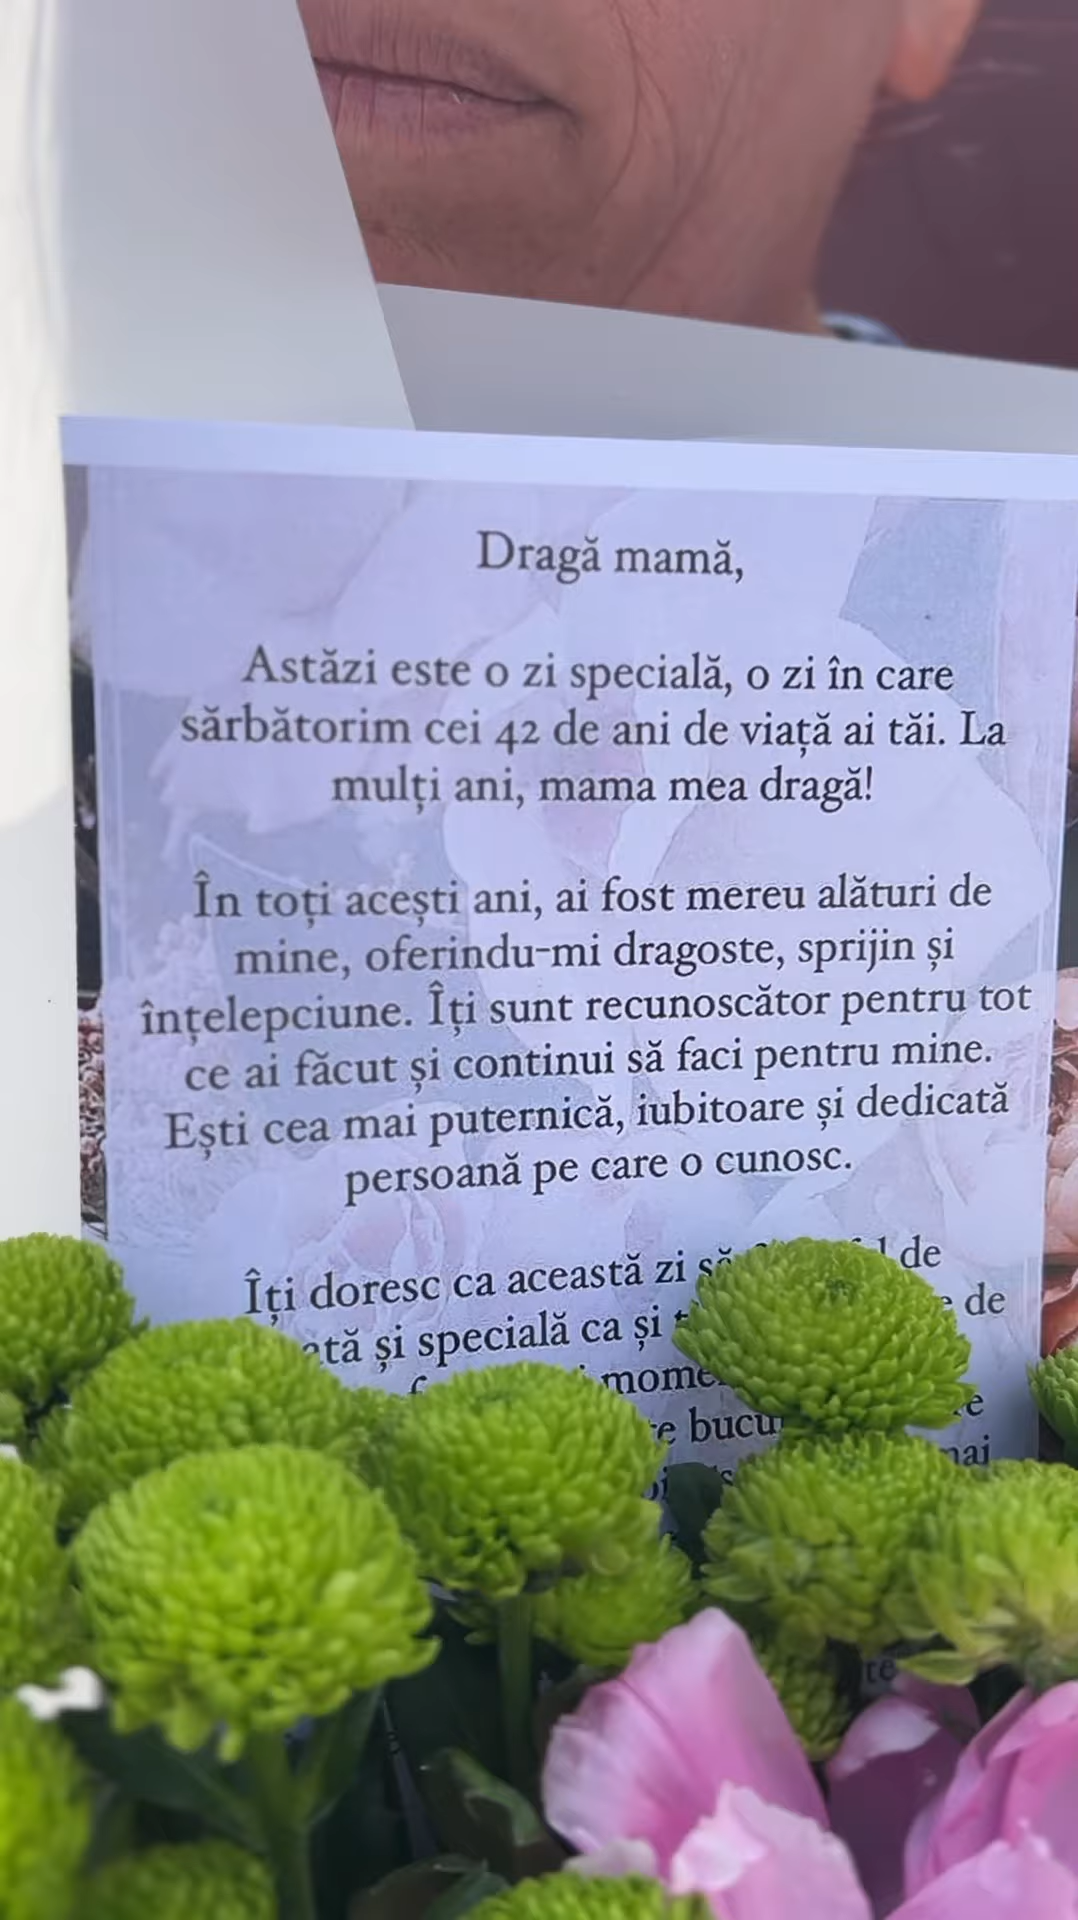 Dragă mamă,
Astăzi este o zi specială, o zi în care
sărbătorim cei 42 de ani de viață ai tăi. La
mulți ani, mama mea dragă!
În toți acești ani, ai fost mereu alături de
mine, oferindu-mi dragoste, sprijin și
înțelepciune. Îți sunt recunoscător pentru tot
ce ai făcut și continui să faci pentru mine.
Ești cea mai puternică, iubitoare și dedicată
persoană pe care o cunosc.
Îți doresc ca această zi de
și specială ca și de